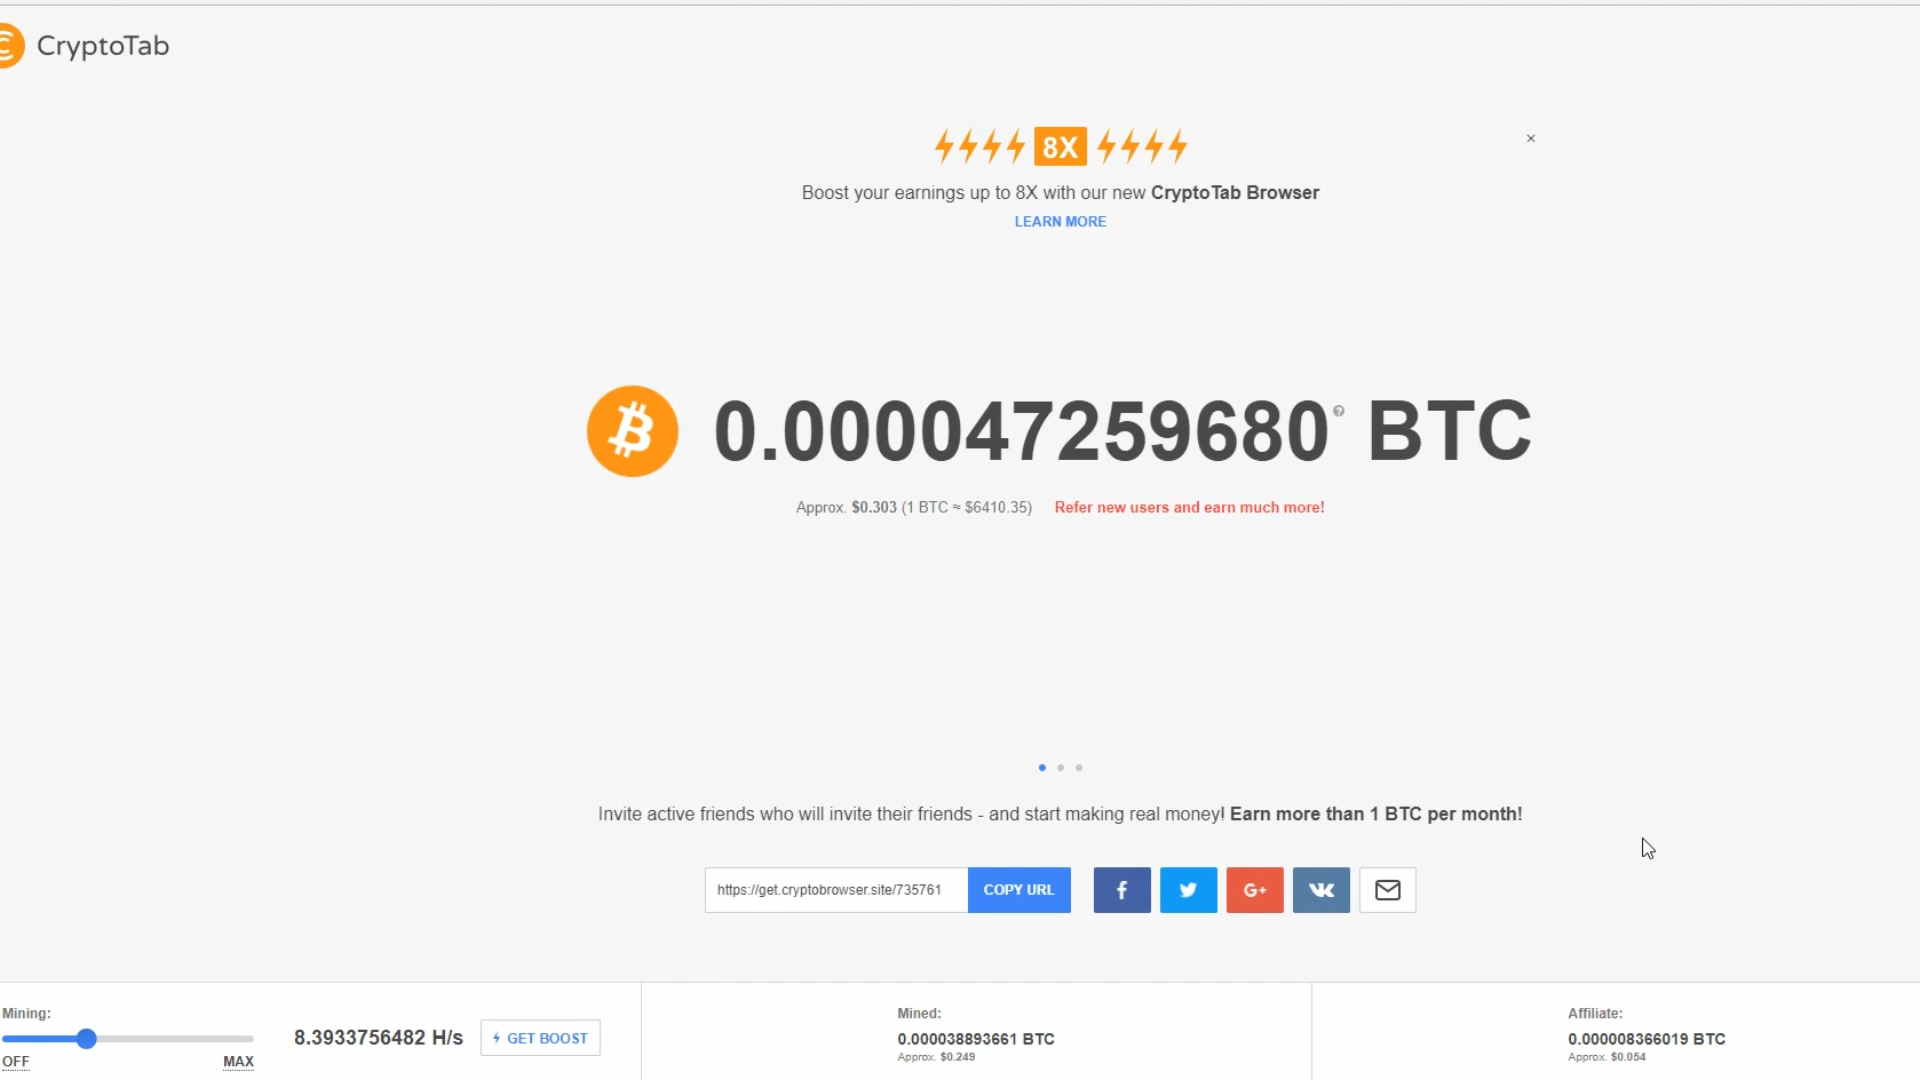 CryptoTab
8X
Boost your earnings up to 8X with our new CryptoTab Browser
LEARN MORE
0.000047259680 BTC
Approx. $0.303 (1 BTC ≈ $6410.35) Refer new users and earn much more!
Invite active friends who will invite their friends - and start making real money! Earn more than 1 BTC per month!
https://get.cryptobrowser.site/735761 COPY URL
Mining:
OFF MAX
8.3933756482 H/s GET BOOST
Mined:
0.000038893661 BTC
Approx. $0.249
Affiliate:
0.000008366019 BTC
Approx. $0.054